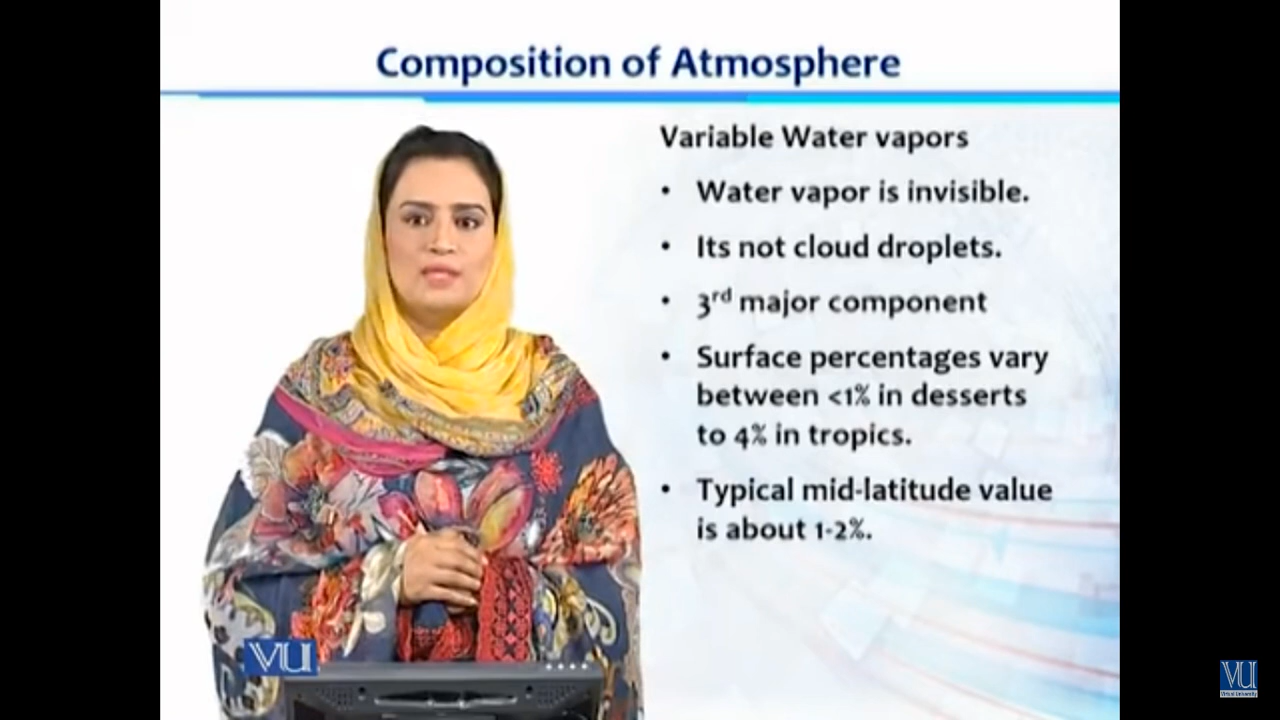 Composition of Atmosphere
Variable Water vapors
• Water vapor is invisible.
• Its not cloud droplets.
• 3rd major component
• Surface percentages vary
between <1% in desserts
to 4% in tropics.
• Typical mid-latitude value
is about 1-2%.
VU
VU
Virtual University